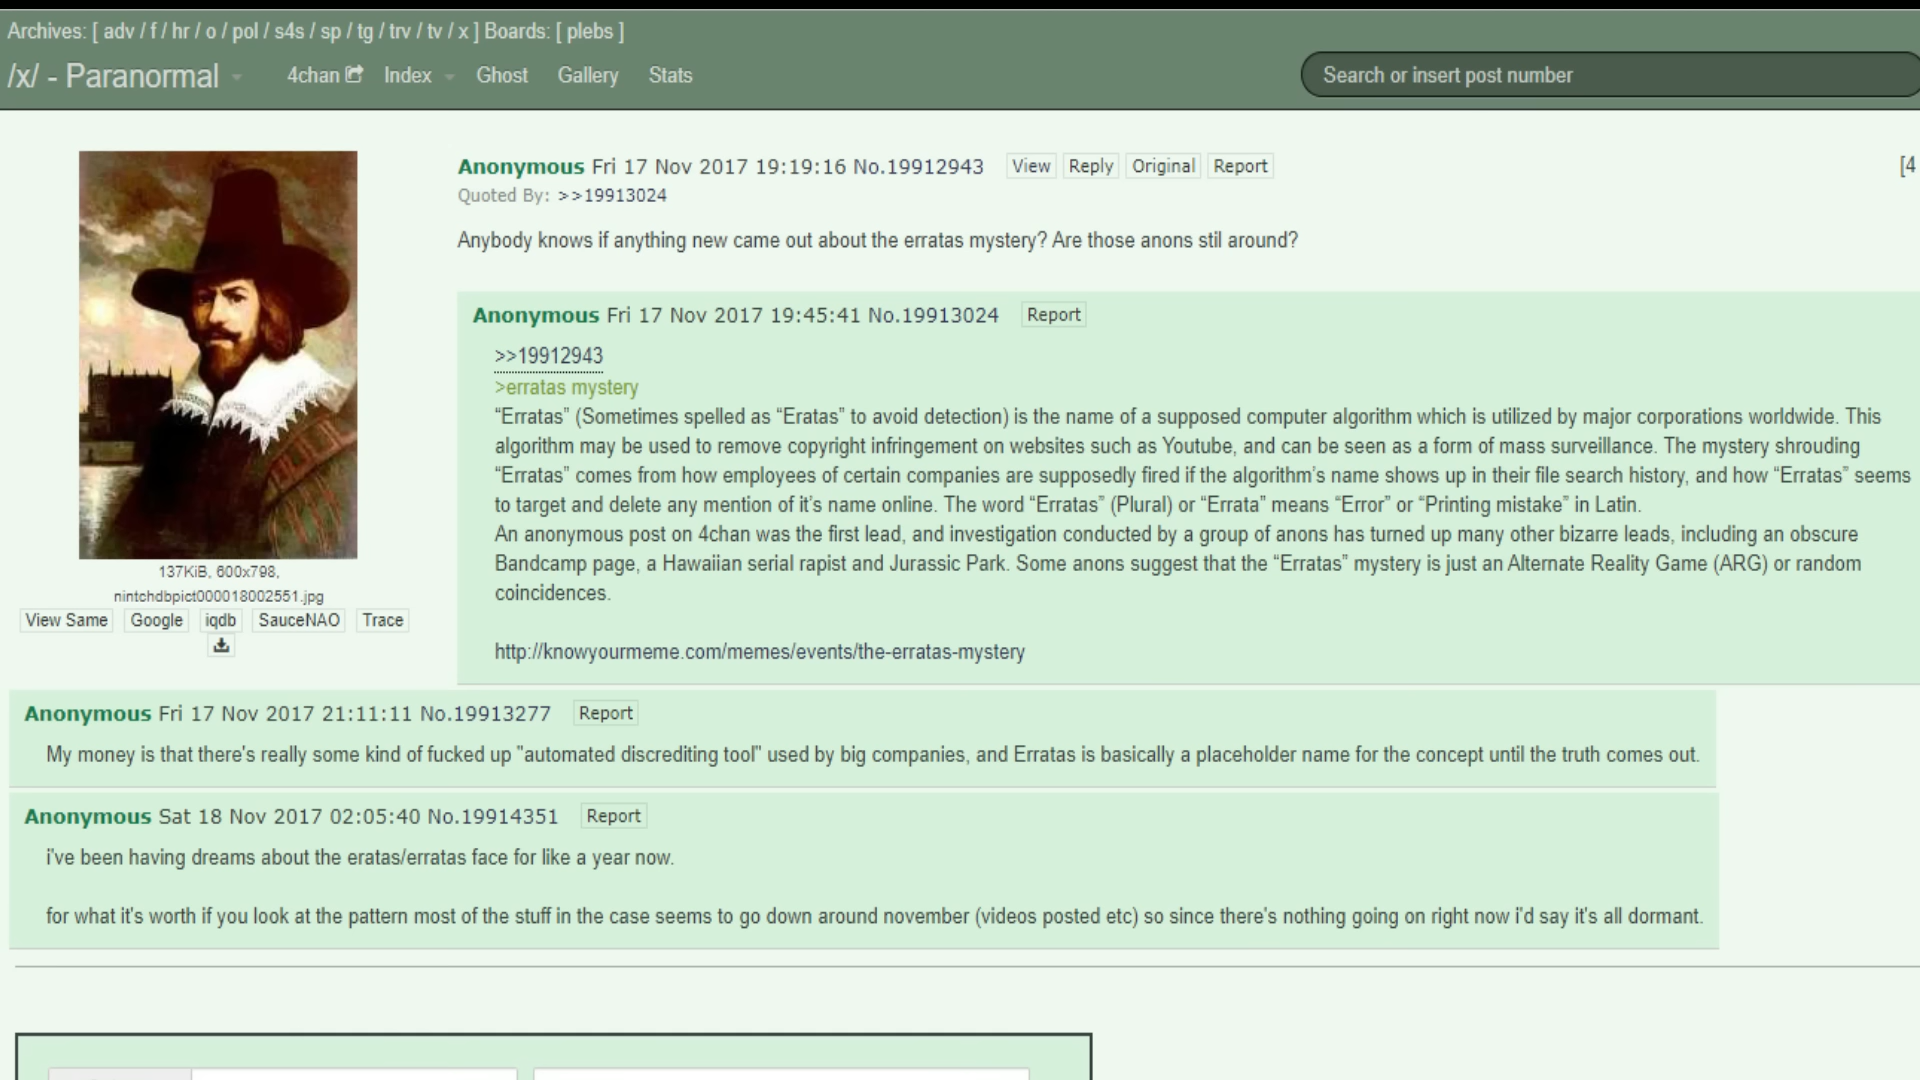 Archives: [ adv / f / hr / o / pol / s4s / sp / tg / trv / tv / x ] Boards: [ plebs ]
/x/ - Paranormal 4chan Index Ghost Gallery Stats Search or insert post number
Anonymous Fri 17 Nov 2017 19:19:16 No.19912943 View Reply Original Report [4
Quoted By: >>19913024
Anybody knows if anything new came out about the erratas mystery? Are those anons stil around?
137KiB, 600x798,
nintchdbpict000018002551.jpg
View Same Google iqdb SauceNAO Trace
Anonymous Fri 17 Nov 2017 19:45:41 No.19913024 Report
>>19912943
>erratas mystery
“Erratas” (Sometimes spelled as “Eratas” to avoid detection) is the name of a supposed computer algorithm which is utilized by major corporations worldwide. This
algorithm may be used to remove copyright infringement on websites such as Youtube, and can be seen as a form of mass surveillance. The mystery shrouding
“Erratas” comes from how employees of certain companies are supposedly fired if the algorithm’s name shows up in their file search history, and how “Erratas” seems
to target and delete any mention of it’s name online. The word “Erratas” (Plural) or “Errata” means “Error” or “Printing mistake” in Latin.
An anonymous post on 4chan was the first lead, and investigation conducted by a group of anons has turned up many other bizarre leads, including an obscure
Bandcamp page, a Hawaiian serial rapist and Jurassic Park. Some anons suggest that the “Erratas” mystery is just an Alternate Reality Game (ARG) or random
coincidences.
http://knowyourmeme.com/memes/events/the-erratas-mystery
Anonymous Fri 17 Nov 2017 21:11:11 No.19913277 Report
My money is that there's really some kind of fucked up "automated discrediting tool" used by big companies, and Erratas is basically a placeholder name for the concept until the truth comes out.
Anonymous Sat 18 Nov 2017 02:05:40 No.19914351 Report
i've been having dreams about the eratas/erratas face for like a year now.
for what it's worth if you look at the pattern most of the stuff in the case seems to go down around november (videos posted etc) so since there's nothing going on right now i'd say it's all dormant.